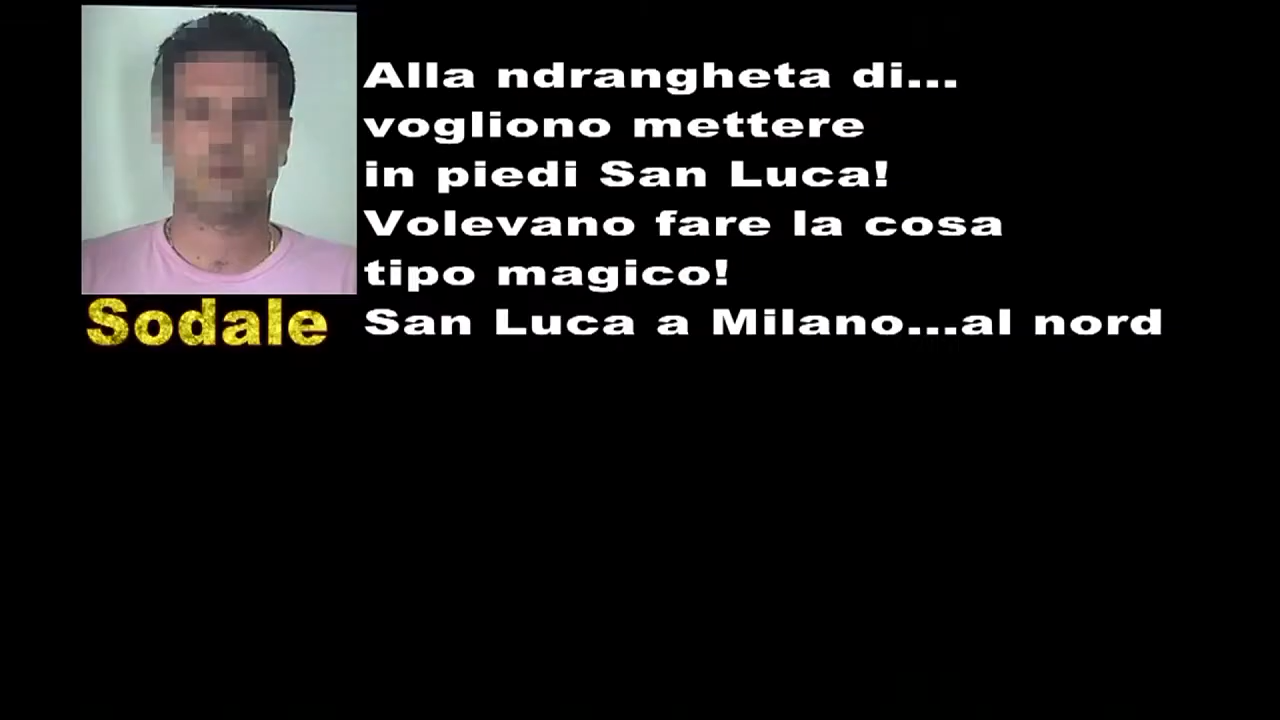 Alla ndrangheta di...
vogliono mettere
in piedi San Luca!
Volevano fare la cosa
tipo magico!
San Luca a Milano...al nord
Sodale